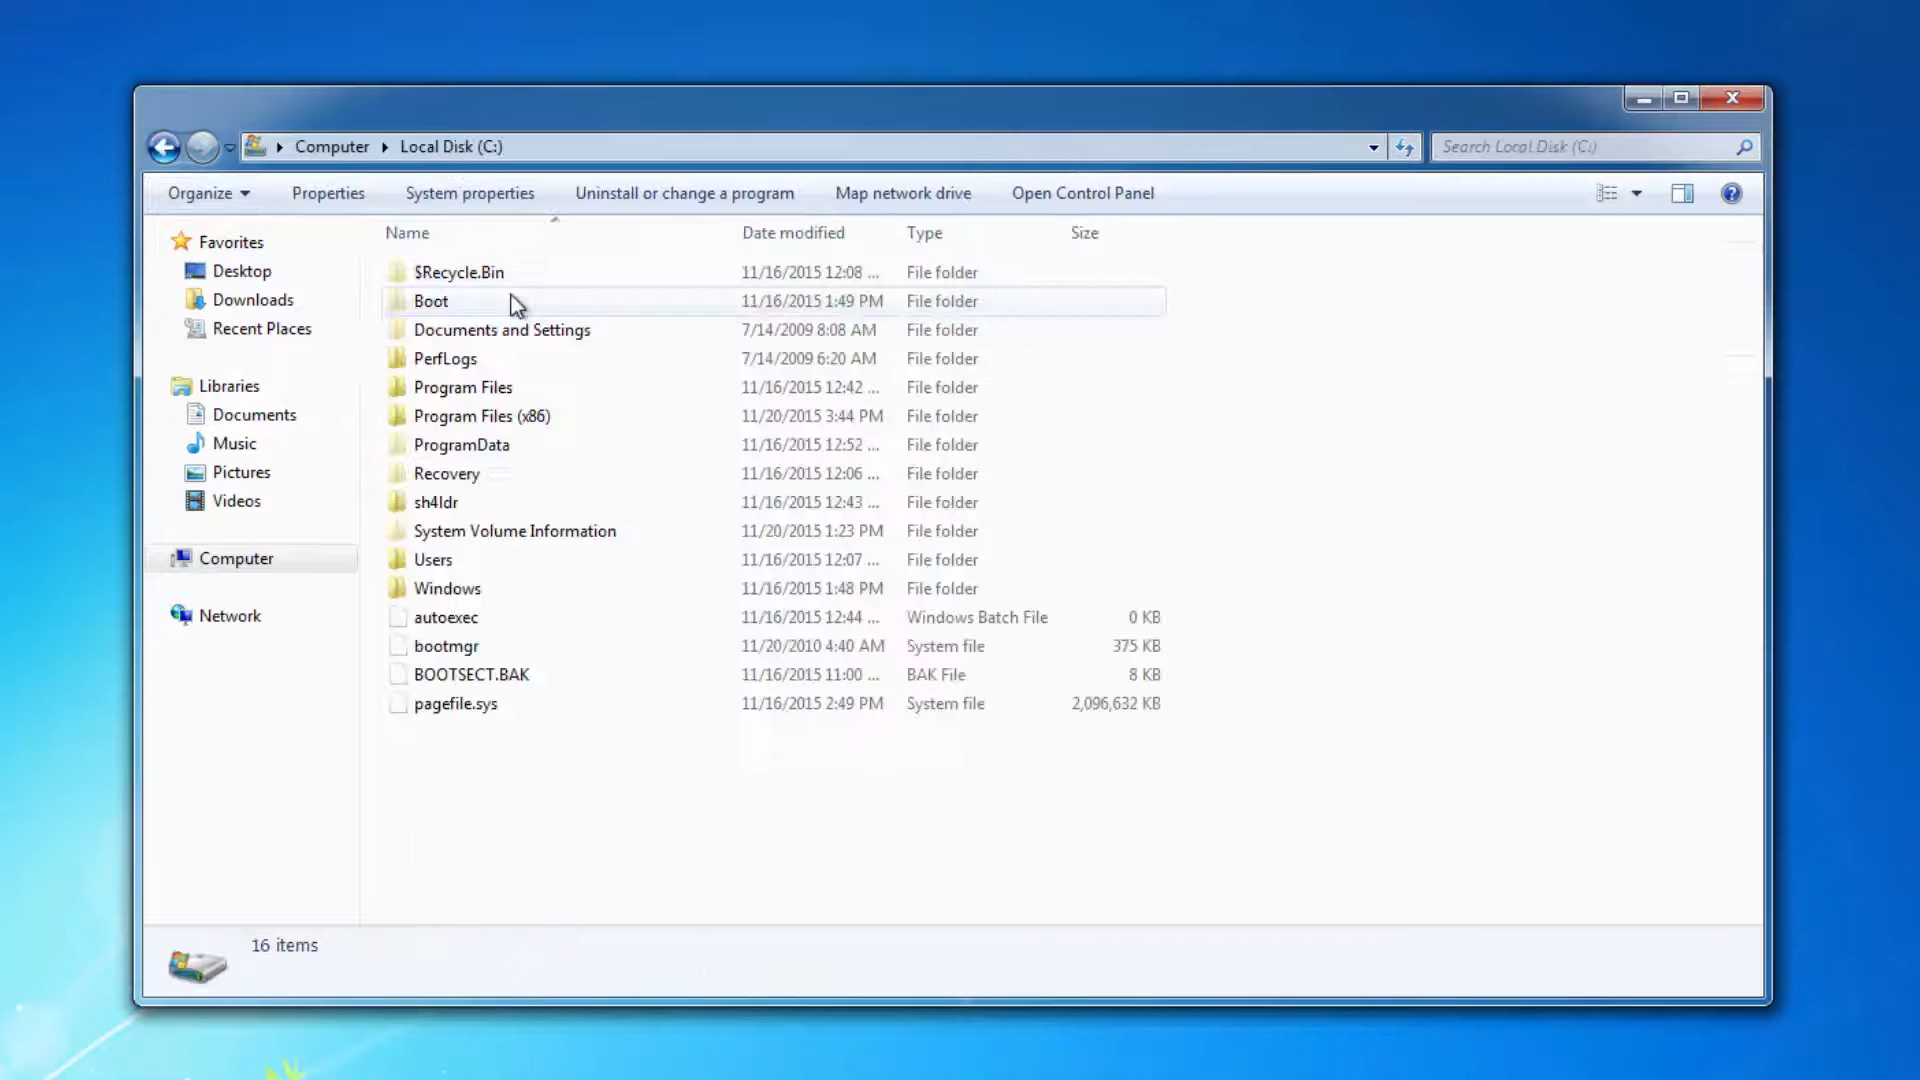 Computer Local Disk (C:) Search Local Disk (C:)
Organize Properties System properties Uninstall or change a program Map network drive Open Control Panel
Name Date modified Type Size
Favorites
Desktop
Downloads
Recent Places
Libraries
Documents
Music
Pictures
Videos
Computer
Network
$Recycle.Bin 11/16/2015 12:08 ... File folder
Boot 11/16/2015 1:49 PM File folder
Documents and Settings 7/14/2009 8:08 AM File folder
PerfLogs 7/14/2009 6:20 AM File folder
Program Files 11/16/2015 12:42 ... File folder
Program Files (x86) 11/20/2015 3:44 PM File folder
ProgramData 11/16/2015 12:52 ... File folder
Recovery 11/16/2015 12:06 ... File folder
sh4ldr 11/16/2015 12:43 ... File folder
System Volume Information 11/20/2015 1:23 PM File folder
Users 11/16/2015 12:07 ... File folder
Windows 11/16/2015 1:48 PM File folder
autoexec 11/16/2015 12:44 ... Windows Batch File 0 KB
bootmgr 11/20/2010 4:40 AM System file 375 KB
BOOTSECT.BAK 11/16/2015 11:00 ... BAK File 8 KB
pagefile.sys 11/16/2015 2:49 PM System file 2,096,632 KB
16 items